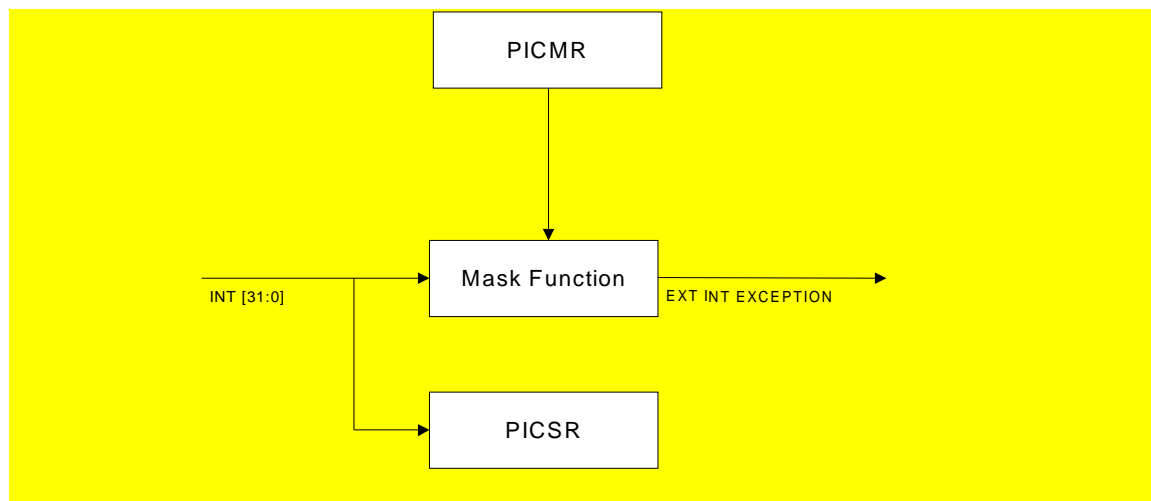 PICMR
Mask Function
INT [31:0]
EXT INT EXCEPTION
PICSR